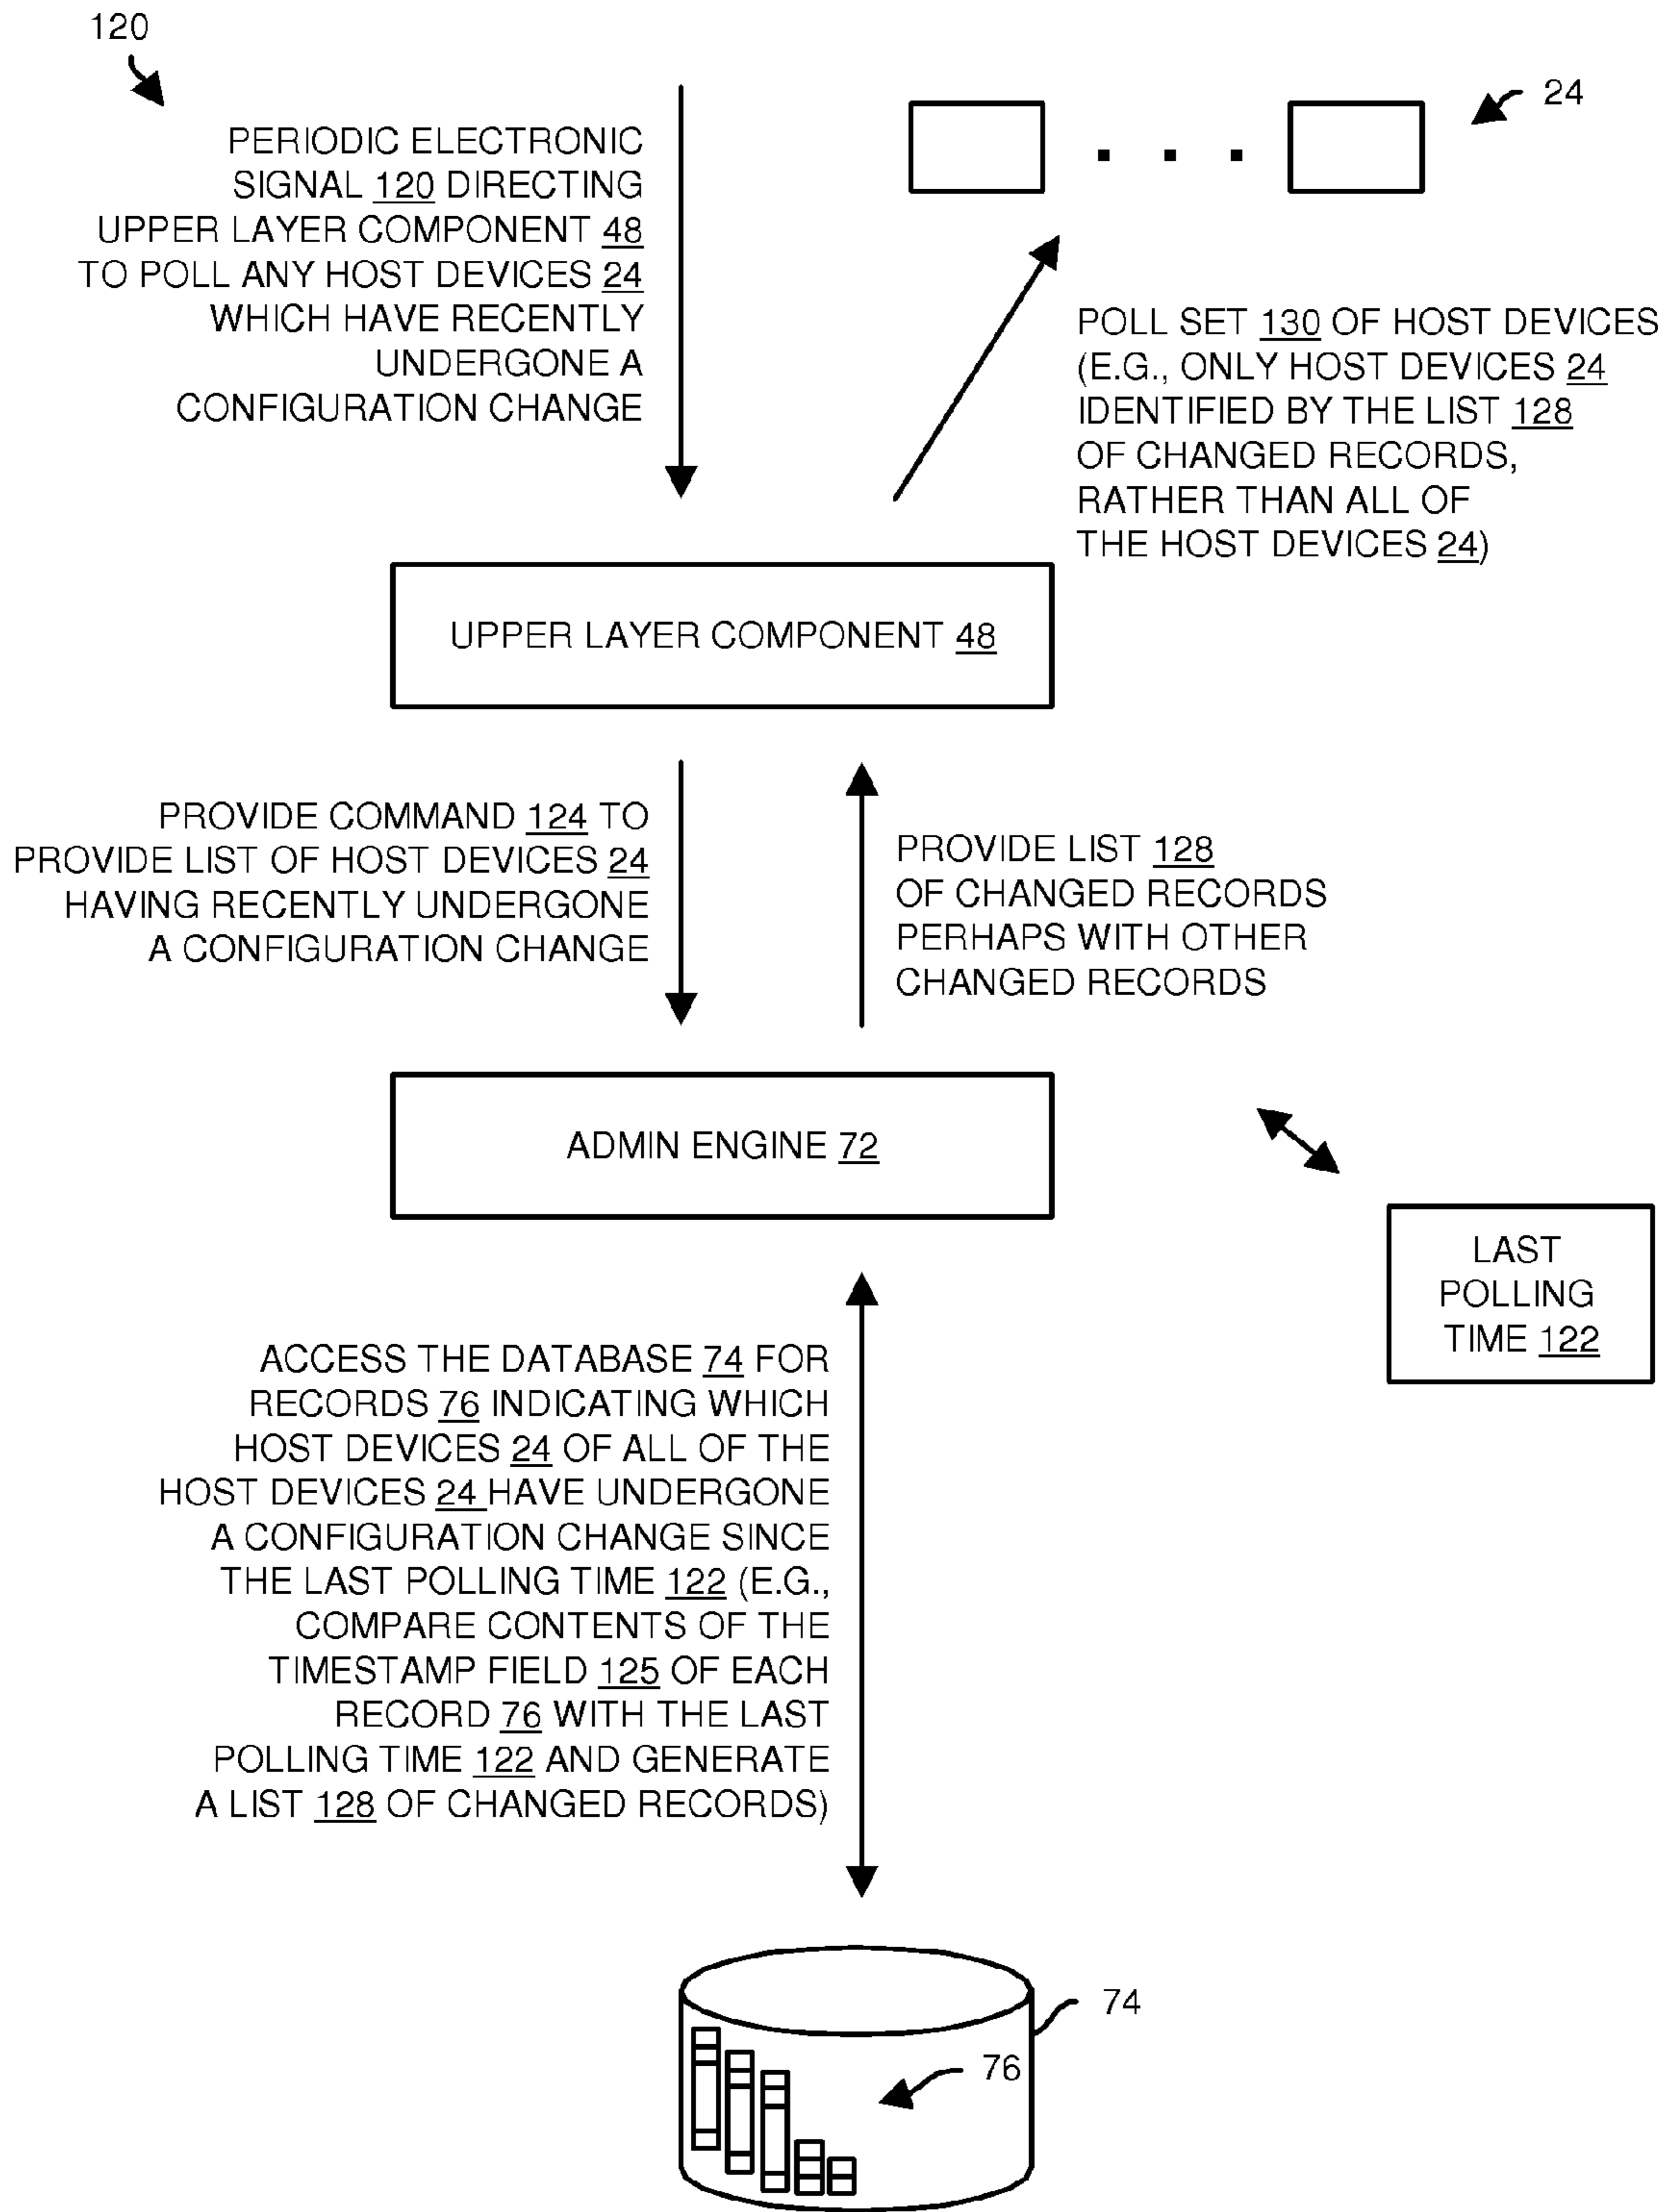 120
24
PERIODIC ELECTRONIC
SIGNAL 120 DIRECTING
UPPER LAYER COMPONENT 48
TO POLL ANY HOST DEVICES 24
WHICH HAVE RECENTLY
UNDERGONE A
CONFIGURATION CHANGE
POLL SET 130 OF HOST DEVICES
(E.G., ONLY HOST DEVICES 24
IDENTIFIED BY THE LIST 128
OF CHANGED RECORDS,
RATHER THAN ALL OF
THE HOST DEVICES 24)
UPPER LAYER COMPONENT 48
PROVIDE COMMAND 124 TO
PROVIDE LIST OF HOST DEVICES 24
HAVING RECENTLY UNDERGONE
A CONFIGURATION CHANGE
PROVIDE LIST 128
OF CHANGED RECORDS
PERHAPS WITH OTHER
CHANGED RECORDS
ADMIN ENGINE 72
LAST
POLLING
TIME 122
ACCESS THE DATABASE 74 FOR
RECORDS 76 INDICATING WHICH
HOST DEVICES 24 OF ALL OF THE
HOST DEVICES 24 HAVE UNDERGONE
A CONFIGURATION CHANGE SINCE
THE LAST POLLING TIME 122 (E.G.,
COMPARE CONTENTS OF THE
TIMESTAMP FIELD 125 OF EACH
RECORD 76 WITH THE LAST
POLLING TIME 122 AND GENERATE
A LIST 128 OF CHANGED RECORDS)
74
76